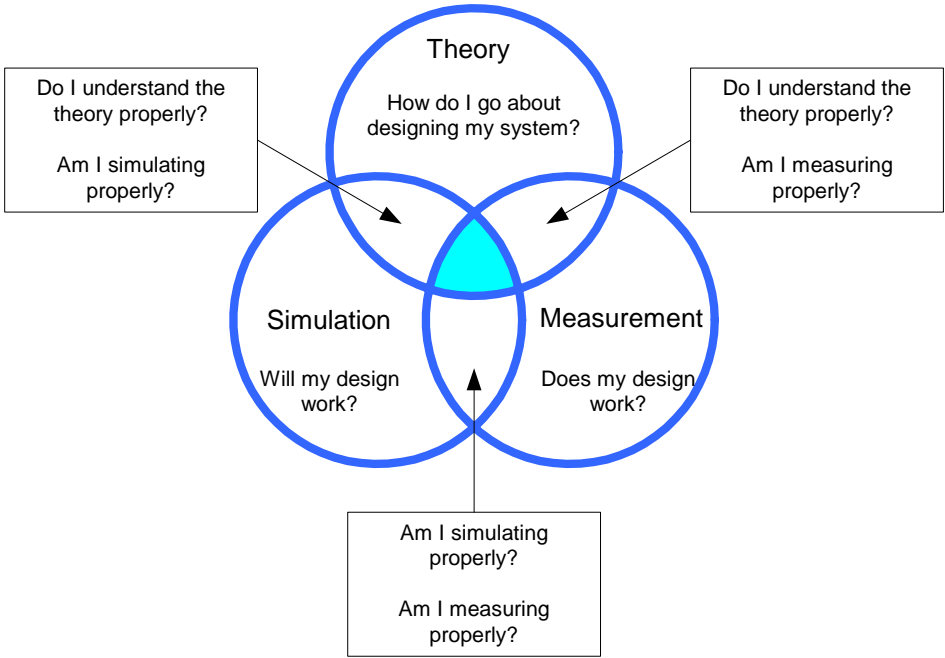 Theory
How do I go about
designing my system?
Do I understand the
theory properly?
Am I simulating
properly?
Do I understand the
theory properly?
Am I measuring
properly?
Simulation
Will my design
work?
Measurement
Does my design
work?
Am I simulating
properly?
Am I measuring
properly?